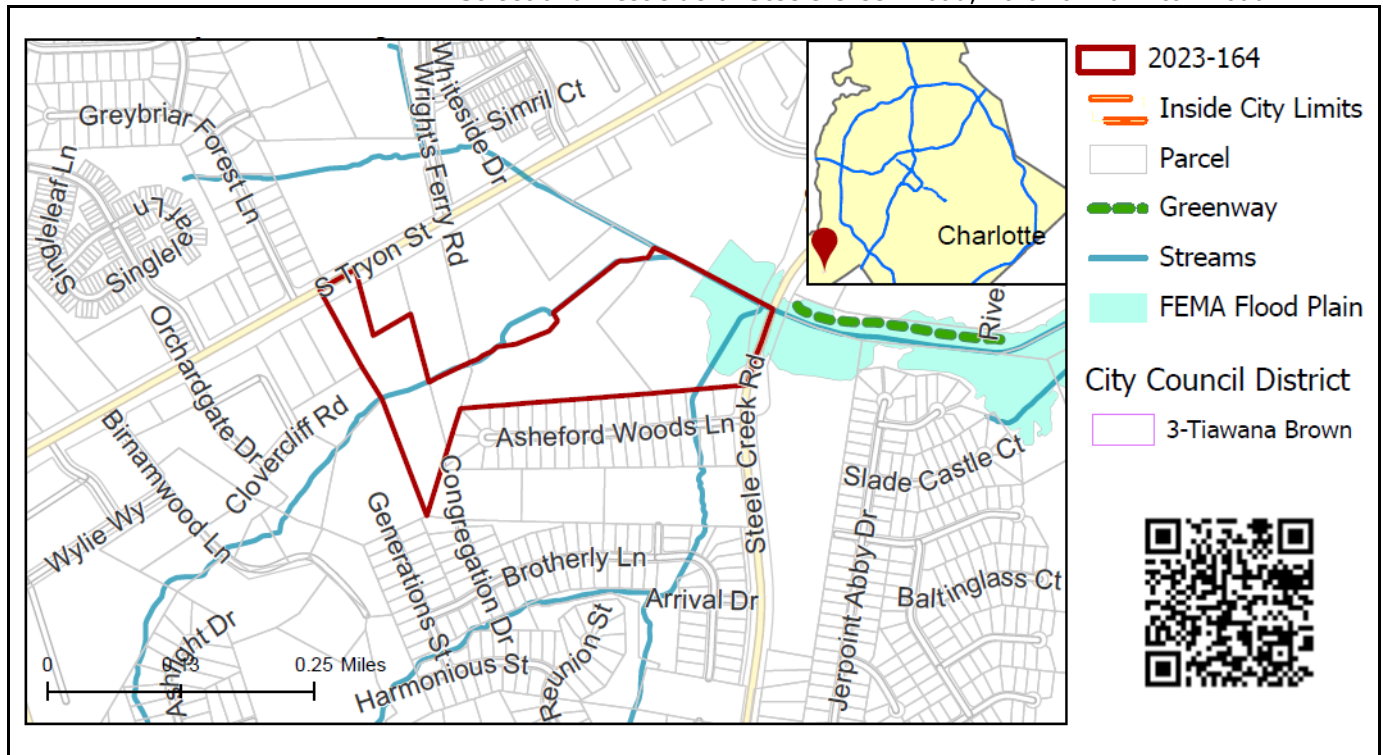 Greybriar Forest Ln
Wright's Ferry Rd
Whiteside Dr
Simril Ct
Singleleaf Ln
Singleleaf Ln
S Tryon St
Orchardgate Dr
Clovercliff Rd
Birnamwood Ln
Wylie Wy
Ashlight Dr
Generations St
Congregation Dr
Asheford Woods Ln
Steele Creek Rd
Brotherly Ln
Arrival Dr
Harmonious St
Reunion St
Slade Castle Ct
Jerpoint Abby Dr
Baltinglass Ct
Rive
Charlotte
0
0.13
0.25 Miles
2023-164
Inside City Limits
Parcel
Greenway
Streams
FEMA Flood Plain
City Council District
3-Tiawana Brown